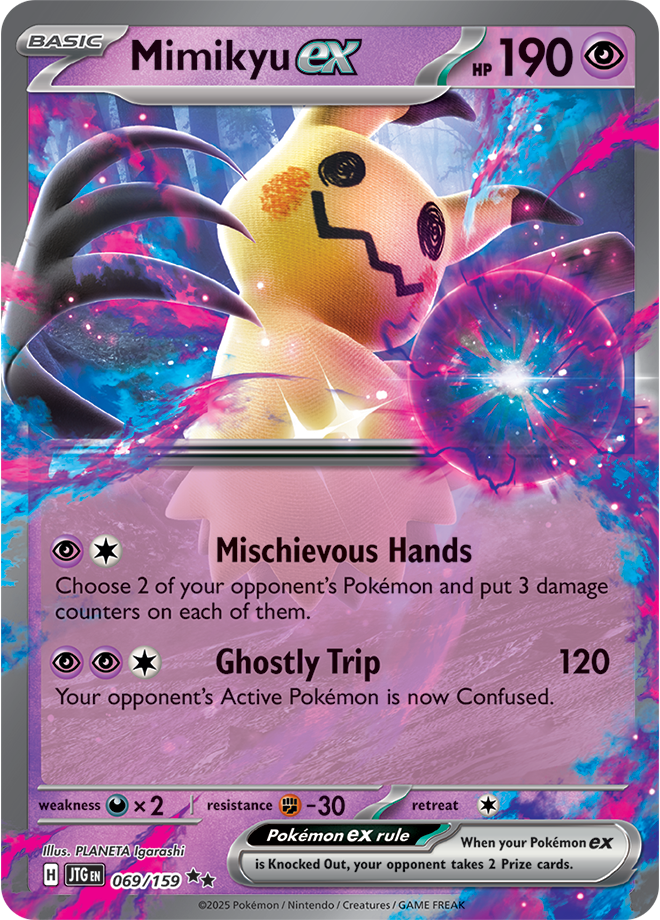 BASIC Mimikyu ex HP 190
Mischievous Hands
Choose 2 of your opponent's Pokémon and put 3 damage
counters on each of them.
Ghostly Trip 120
Your opponent's Active Pokémon is now Confused.
weakness ×2 resistance -30 retreat
Illus. PLANETA Igarashi
Pokémon ex rule When your Pokémon ex
is Knocked Out, your opponent takes 2 Prize cards.
H JTG EN 069/159 ★★
©2025 Pokémon / Nintendo / Creatures / GAME FREAK